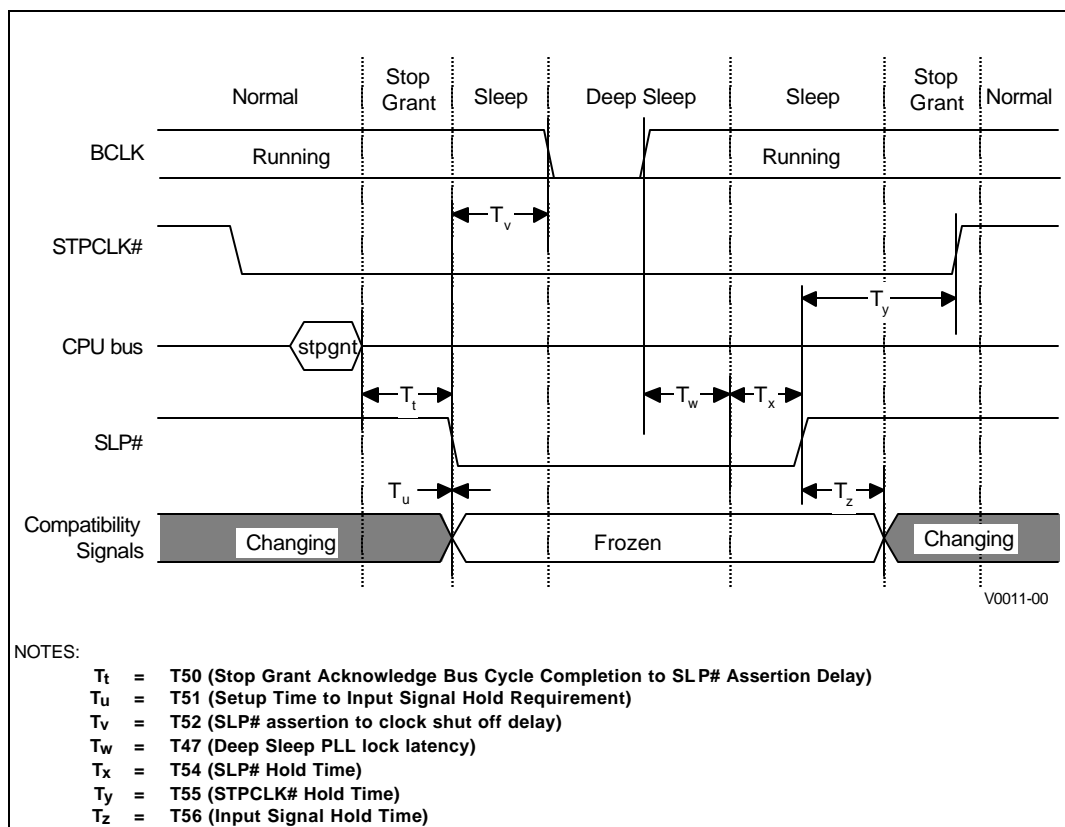 Normal Stop Grant Sleep Deep Sleep Sleep Stop Grant Normal
BCLK Running Running
Tv
STPCLK#
Ty
CPU bus stpgnt
Tt Tw Tx
SLP#
Tu Tz
Compatibility Signals Changing Frozen Changing
V0011-00
NOTES:
Tt = T50 (Stop Grant Acknowledge Bus Cycle Completion to SLP# Assertion Delay)
Tu = T51 (Setup Time to Input Signal Hold Requirement)
Tv = T52 (SLP# assertion to clock shut off delay)
Tw = T47 (Deep Sleep PLL lock latency)
Tx = T54 (SLP# Hold Time)
Ty = T55 (STPCLK# Hold Time)
Tz = T56 (Input Signal Hold Time)